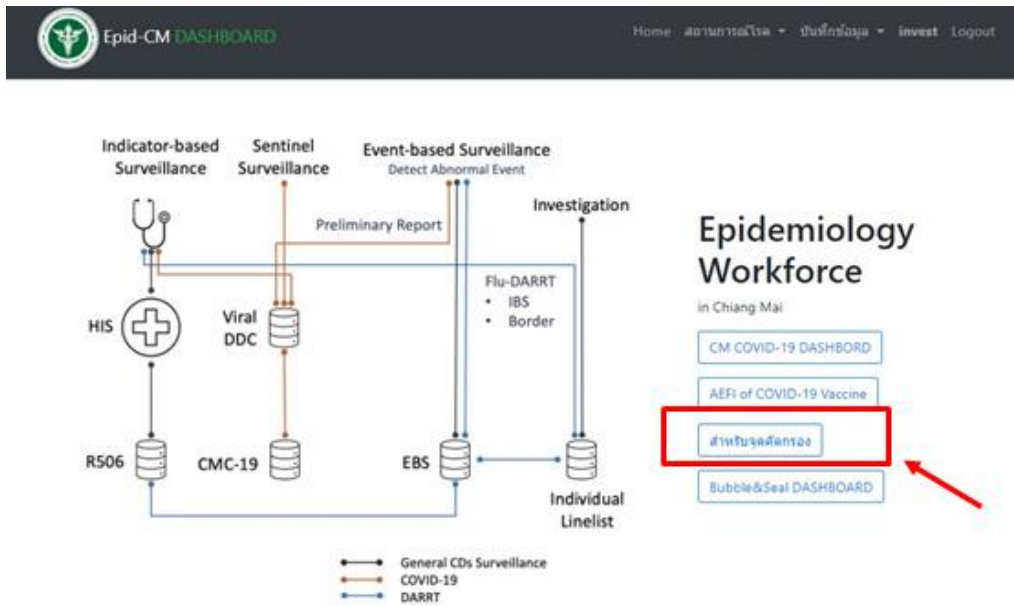 Epid-CM DASHBOARD
Home สถานการณ์โรค บันทึกข้อมูล invest Logout
Indicator-based
Surveillance
Sentinel
Surveillance
Event-based Surveillance
Detect Abnormal Event
Investigation
Preliminary Report
Flu-DARRT
• IBS
• Border
HIS
Viral
DDC
R506
CMC-19
EBS
Individual
Linelist
General CDs Surveillance
COVID-19
DARRT
Epidemiology
Workforce
in Chiang Mai
CM COVID-19 DASHBORD
AEFI of COVID-19 Vaccine
สำหรับจุดคัดกรอง
Bubble&Seal DASHBOARD